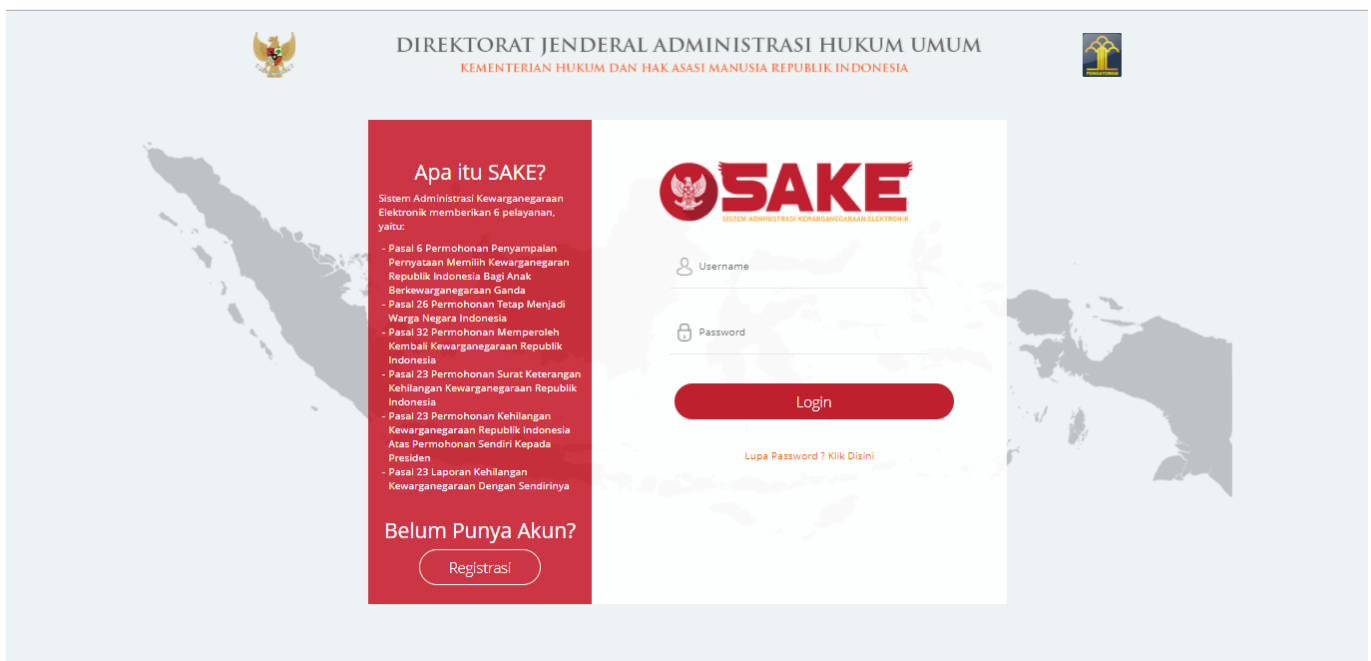 DIREKTORAT JENDERAL ADMINISTRASI HUKUM UMUM
KEMENTERIAN HUKUM DAN HAK ASASI MANUSIA REPUBLIK INDONESIA
PENGAYOMAN
Apa itu SAKE?
Sistem Administrasi Kewarganegaraan
Elektronik memberikan 6 pelayanan,
yaitu:
- Pasal 6 Permohonan Penyampaian
Pernyataan Memilih Kewarganegaran
Republik Indonesia Bagi Anak
Berkewarganegaraan Ganda
- Pasal 26 Permohonan Tetap Menjadi
Warga Negara Indonesia
- Pasal 32 Permohonan Memperoleh
Kembali Kewarganegaraan Republik
Indonesia
- Pasal 23 Permohonan Surat Keterangan
Kehilangan Kewarganegaraan Republik
Indonesia
- Pasal 23 Permohonan Kehilangan
Kewarganegaraan Republik Indonesia
Atas Permohonan Sendiri Kepada
Presiden
- Pasal 23 Laporan Kehilangan
Kewarganegaraan Dengan Sendirinya
Belum Punya Akun?
Registrasi
SAKE
SISTEM ADMINISTRASI KEWARGANEGARAAN ELEKTRONIK
Username
Password
Login
Lupa Password ? Klik Disini